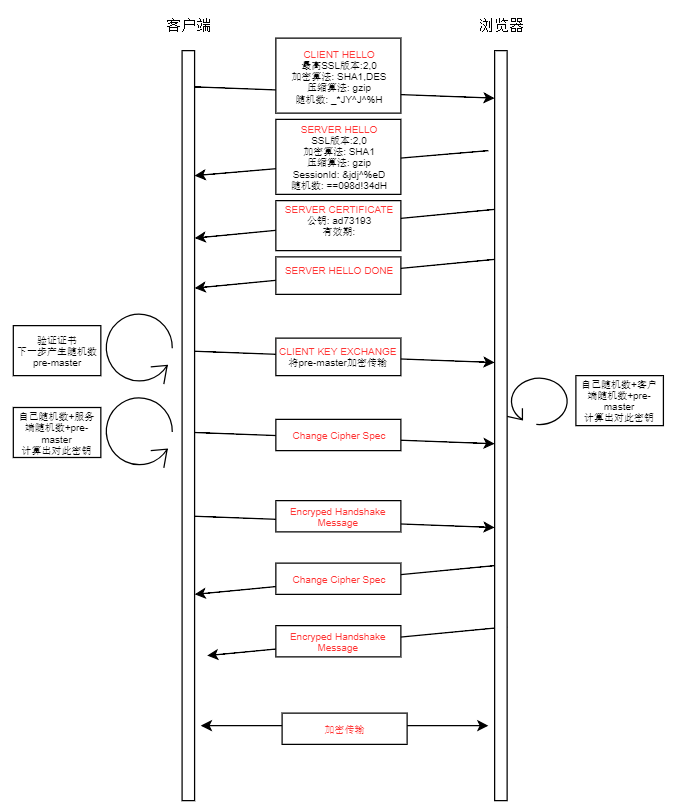 客户端
浏览器
CLIENT HELLO
最高SSL版本:2,0
加密算法: SHA1,DES
压缩算法: gzip
随机数: _*JY^J^%H
SERVER HELLO
SSL版本:2,0
加密算法: SHA1
压缩算法: gzip
SessionId: &jdj^%eD
随机数: ==098d!34dH
SERVER CERTIFICATE
公钥: ad73193
有效期:
SERVER HELLO DONE
验证证书
下一步产生随机数
pre-master
CLIENT KEY EXCHANGE
将pre-master加密传输
自己随机数+客户
端随机数+pre-
master
计算出对此密钥
自己随机数+服务
端随机数+pre-
master
计算出对此密钥
Change Cipher Spec
Encryped Handshake
Message
Change Cipher Spec
Encryped Handshake
Message
加密传输